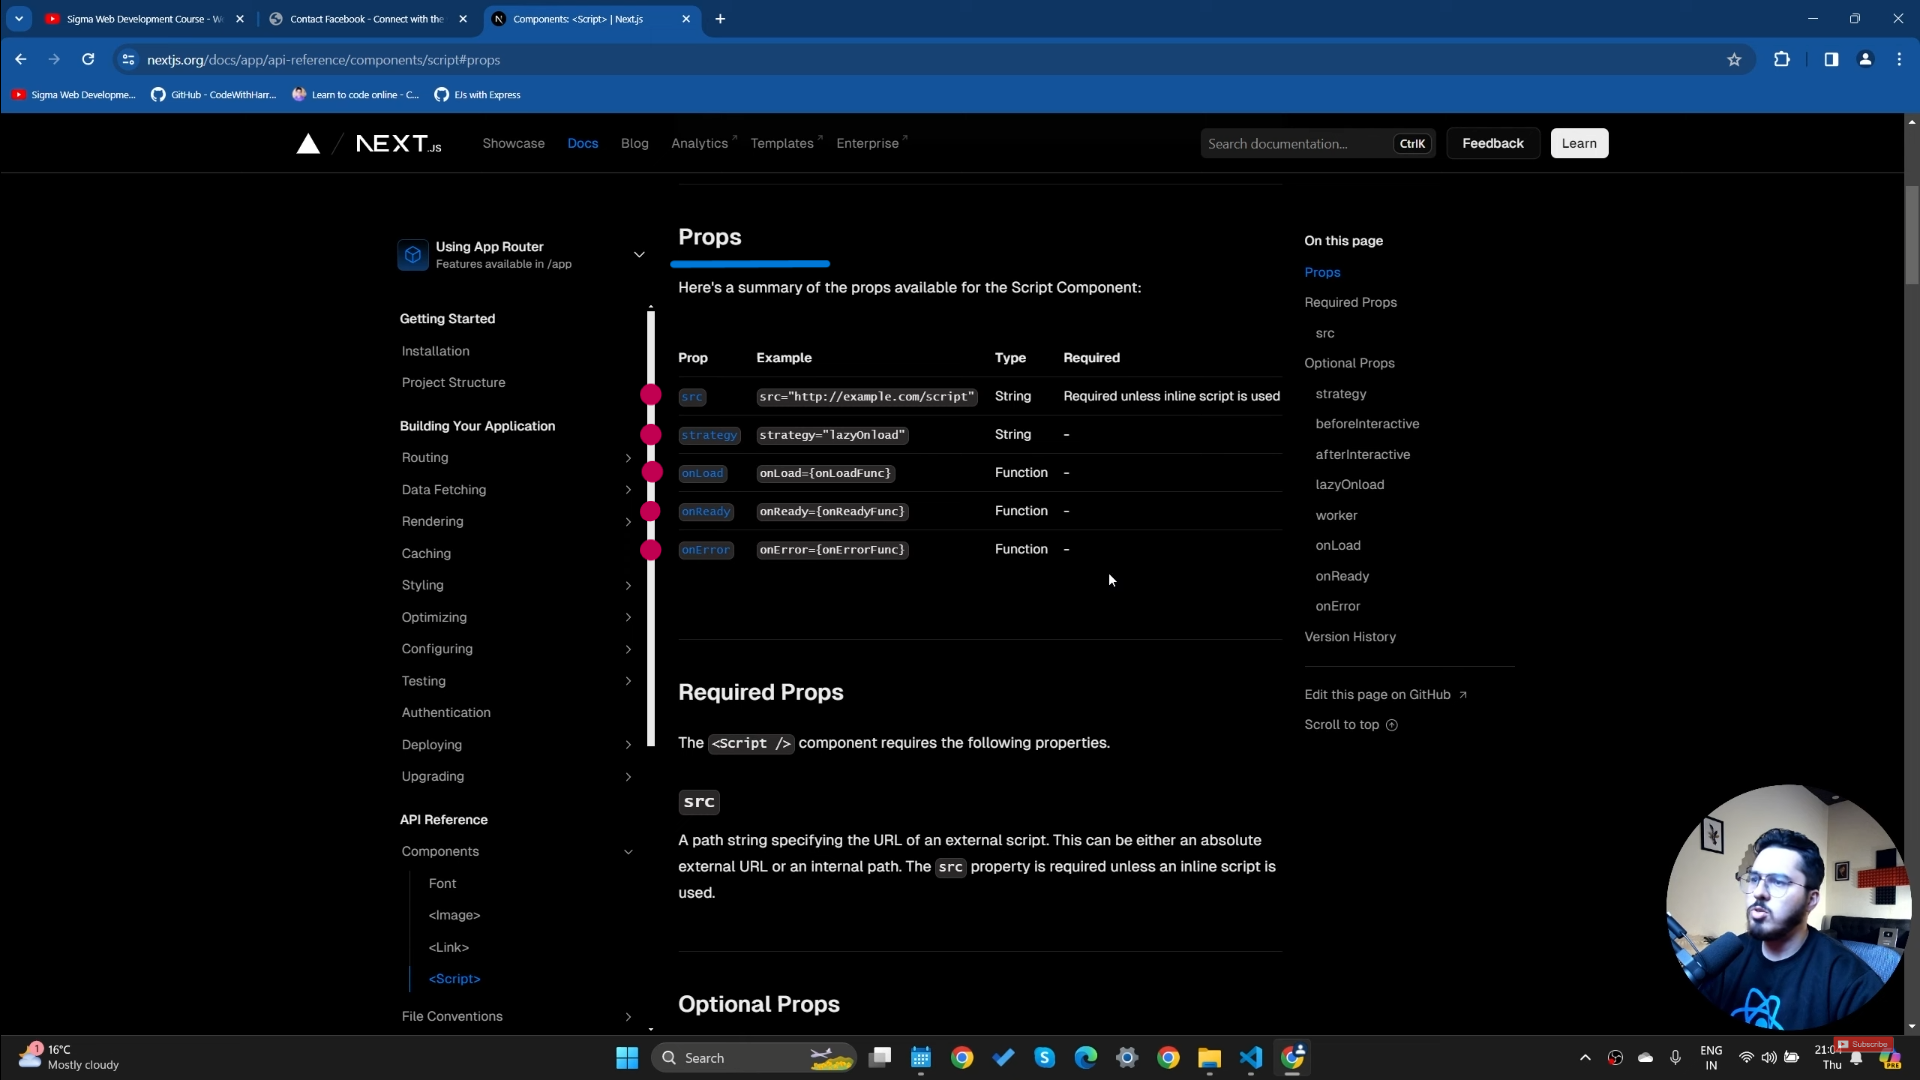 Sigma Web Development Course - W
Contact Facebook - Connect with the
Components: <Script> | Next.js
nextjs.org/docs/app/api-reference/components/script#props
Sigma Web Developme...
GitHub - CodeWithHarr...
Learn to code online - C...
EJs with Express
NEXT.JS
Showcase
Docs
Blog
Analytics
Templates
Enterprise
Search documentation...
CtrlK
Feedback
Learn
Using App Router
Features available in /app
Getting Started
Installation
Project Structure
Building Your Application
Routing
Data Fetching
Rendering
Caching
Styling
Optimizing
Configuring
Testing
Authentication
Deploying
Upgrading
API Reference
Components
Font
<Image>
<Link>
<Script>
File Conventions
Props
Here's a summary of the props available for the Script Component:
Prop Example Type Required
src src="http://example.com/script" String Required unless inline script is used
strategy strategy="lazyOnload" String -
onLoad onLoad={onLoadFunc} Function -
onReady onReady={onReadyFunc} Function -
onError onError={onErrorFunc} Function -
Required Props
The <Script /> component requires the following properties.
src
A path string specifying the URL of an external script. This can be either an absolute
external URL or an internal path. The src property is required unless an inline script is
used.
Optional Props
On this page
Props
Required Props
src
Optional Props
strategy
beforeInteractive
afterInteractive
lazyOnload
worker
onLoad
onReady
onError
Version History
Edit this page on GitHub
Scroll to top
1
16°C
Mostly cloudy
Search
ENG
IN
21:04
Thu
Subscribe
PRE